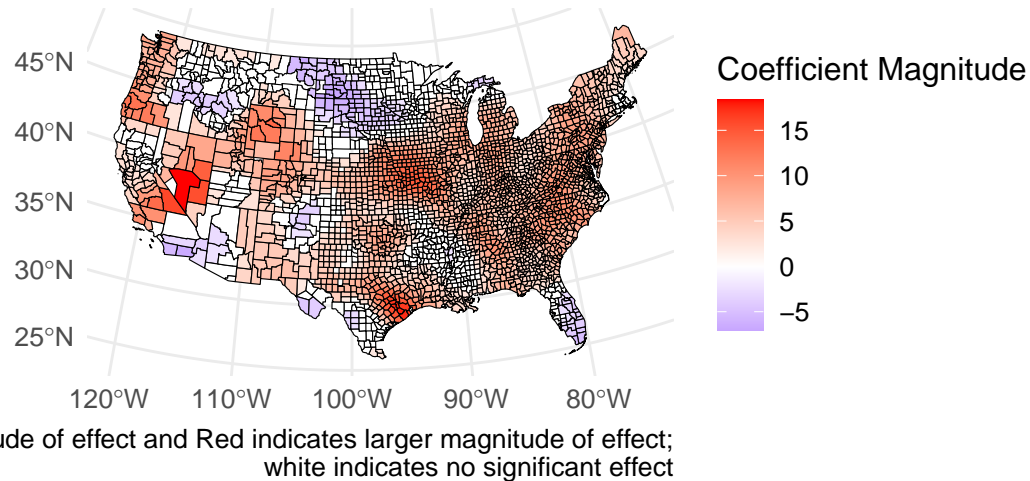 45°N
40°N
35°N
30°N
25°N
120°W 110°W 100°W 90°W 80°W
Coefficient Magnitude
15
10
5
0
−5
of effect and Red indicates larger magnitude of effect;
white indicates no significant effect